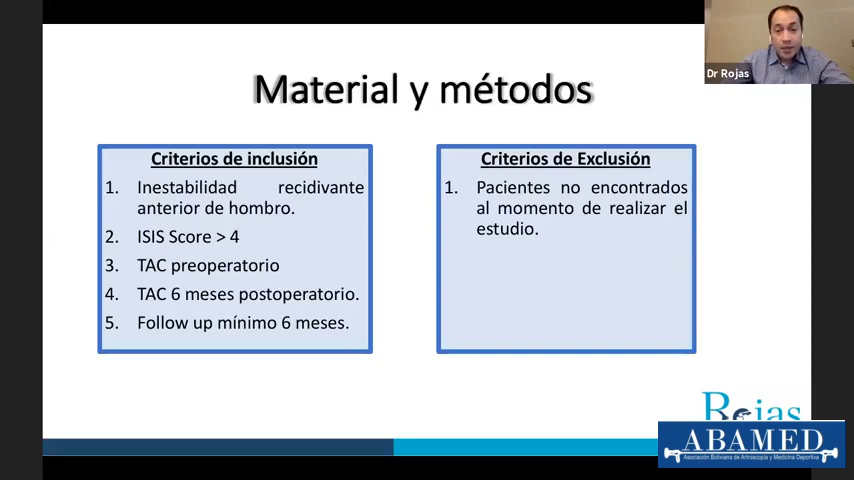 Dr Rojas
Material y métodos
Criterios de inclusión
1. Inestabilidad recidivante
anterior de hombro.
2. ISIS Score > 4
3. TAC preoperatorio
4. TAC 6 meses postoperatorio.
5. Follow up mínimo 6 meses.
Criterios de Exclusión
1. Pacientes no encontrados
al momento de realizar el
estudio.
Rojas
ABAMED
Asociación Boliviana de Artroscopia y Medicina Deportiva